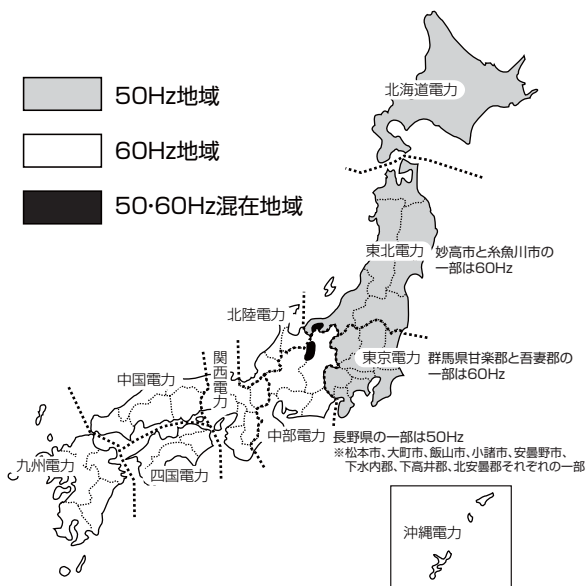 50Hz地域
60Hz地域
50・60Hz混在地域
北海道電力
東北電力
妙高市と糸魚川市の
一部は60Hz
北陸電力
関西電力
中国電力
東京電力
群馬県甘楽郡と吾妻郡の
一部は60Hz
中部電力
長野県の一部は50Hz
※松本市、大町市、飯山市、小諸市、安曇野市、
下水内郡、下高井郡、北安曇郡それぞれの一部
九州電力
四国電力
沖縄電力